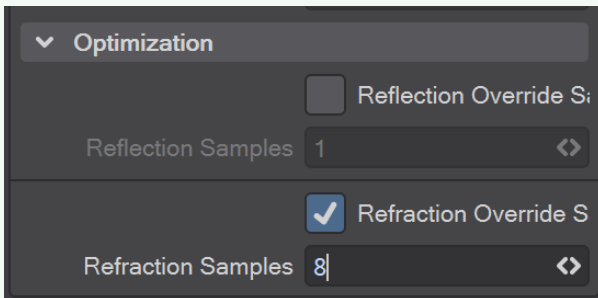 Optimization
Reflection Override Sa
Reflection Samples 1
Refraction Override S
Refraction Samples 8